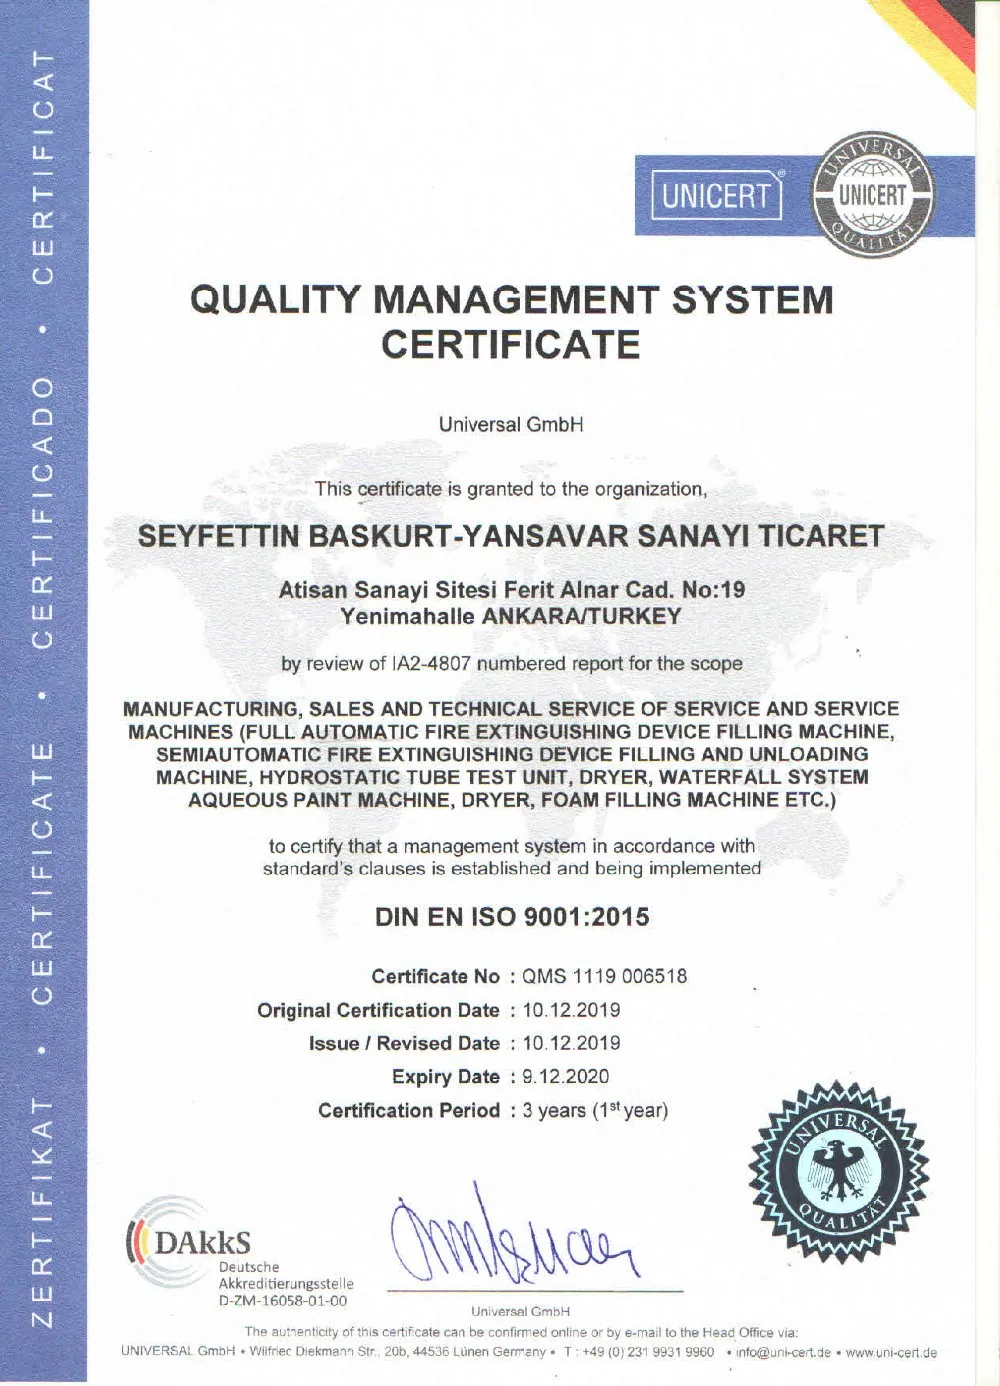 ZERTIFIKAT • CERTIFICATE • CERTIFICADO • CERTIFICAT
UNICERT®
UNIVERSAL
UNICERT
QUALITÄT
QUALITY MANAGEMENT SYSTEM
CERTIFICATE
Universal GmbH
This certificate is granted to the organization,
SEYFETTIN BASKURT-YANSAVAR SANAYI TICARET
Atisan Sanayi Sitesi Ferit Alnar Cad. No:19
Yenimahalle ANKARA/TURKEY
by review of IA2-4807 numbered report for the scope
MANUFACTURING, SALES AND TECHNICAL SERVICE OF SERVICE AND SERVICE
MACHINES (FULL AUTOMATIC FIRE EXTINGUISHING DEVICE FILLING MACHINE,
SEMIAUTOMATIC FIRE EXTINGUISHING DEVICE FILLING AND UNLOADING
MACHINE, HYDROSTATIC TUBE TEST UNIT, DRYER, WATERFALL SYSTEM
AQUEOUS PAINT MACHINE, DRYER, FOAM FILLING MACHINE ETC.)
to certify that a management system in accordance with
standard's clauses is established and being implemented
DIN EN ISO 9001:2015
Certificate No : QMS 1119 006518
Original Certification Date : 10.12.2019
Issue / Revised Date : 10.12.2019
Expiry Date : 9.12.2020
Certification Period : 3 years (1st year)
UNIVERSAL
QUALITÄT
DAkkS
Deutsche
Akkreditierungsstelle
D-ZM-16058-01-00
Universal GmbH
The authenticity of this certificate can be confirmed online or by e-mail to the Head Office via:
UNIVERSAL GmbH • Wilfried Diekmann Str., 20b, 44536 Lünen Germany • T : +49 (0) 231 9931 9960 • info@uni-cert.de • www.uni-cert.de